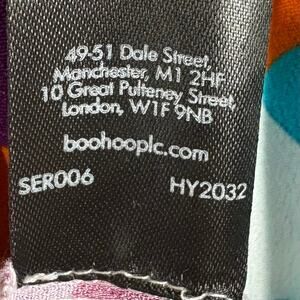 49-51 Dale Street,
Manchester, M1 2HF
10 Great Pulteney Street,
London, W1F 9NB
boohooplc.com
SER006 HY2032